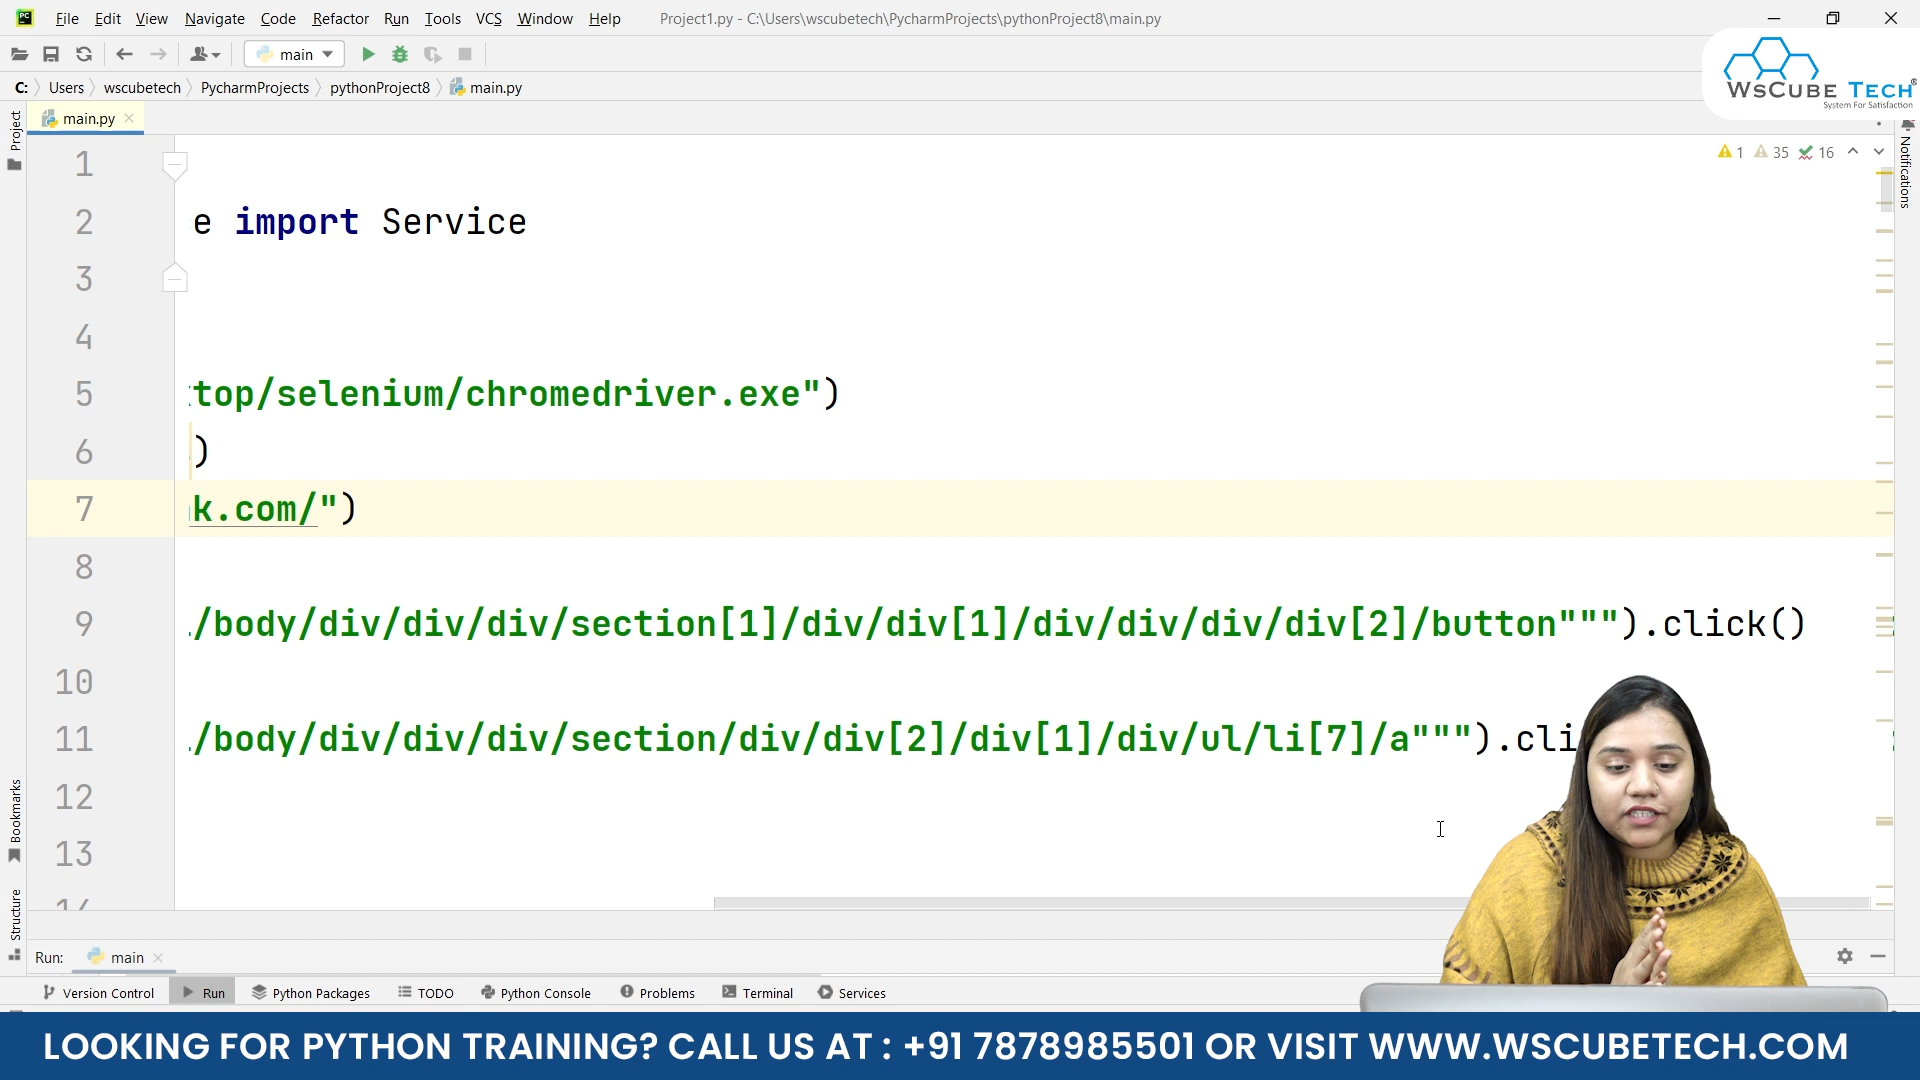 File Edit View Navigate Code Refactor Run Tools VCS Window Help Project1.py - C:\Users\wscubetech\PycharmProjects\pythonProject8\main.py
main
C: Users wscubetech PycharmProjects pythonProject8 main.py
WsCube Tech®
System For Satisfaction
Project
main.py
Notifications
1 35 16
1
2 e import Service
3
4
5 top/selenium/chromedriver.exe")
6 )
7 k.com/")
8
9 /body/div/div/div/section[1]/div/div[1]/div/div/div/div[2]/button""").click()
10
11 /body/div/div/div/section/div/div[2]/div[1]/div/ul/li[7]/a""").cli
12
13
14
Bookmarks
Structure
Run: main
Version Control Run Python Packages TODO Python Console Problems Terminal Services
LOOKING FOR PYTHON TRAINING? CALL US AT : +91 7878985501 OR VISIT WWW.WSCUBETECH.COM